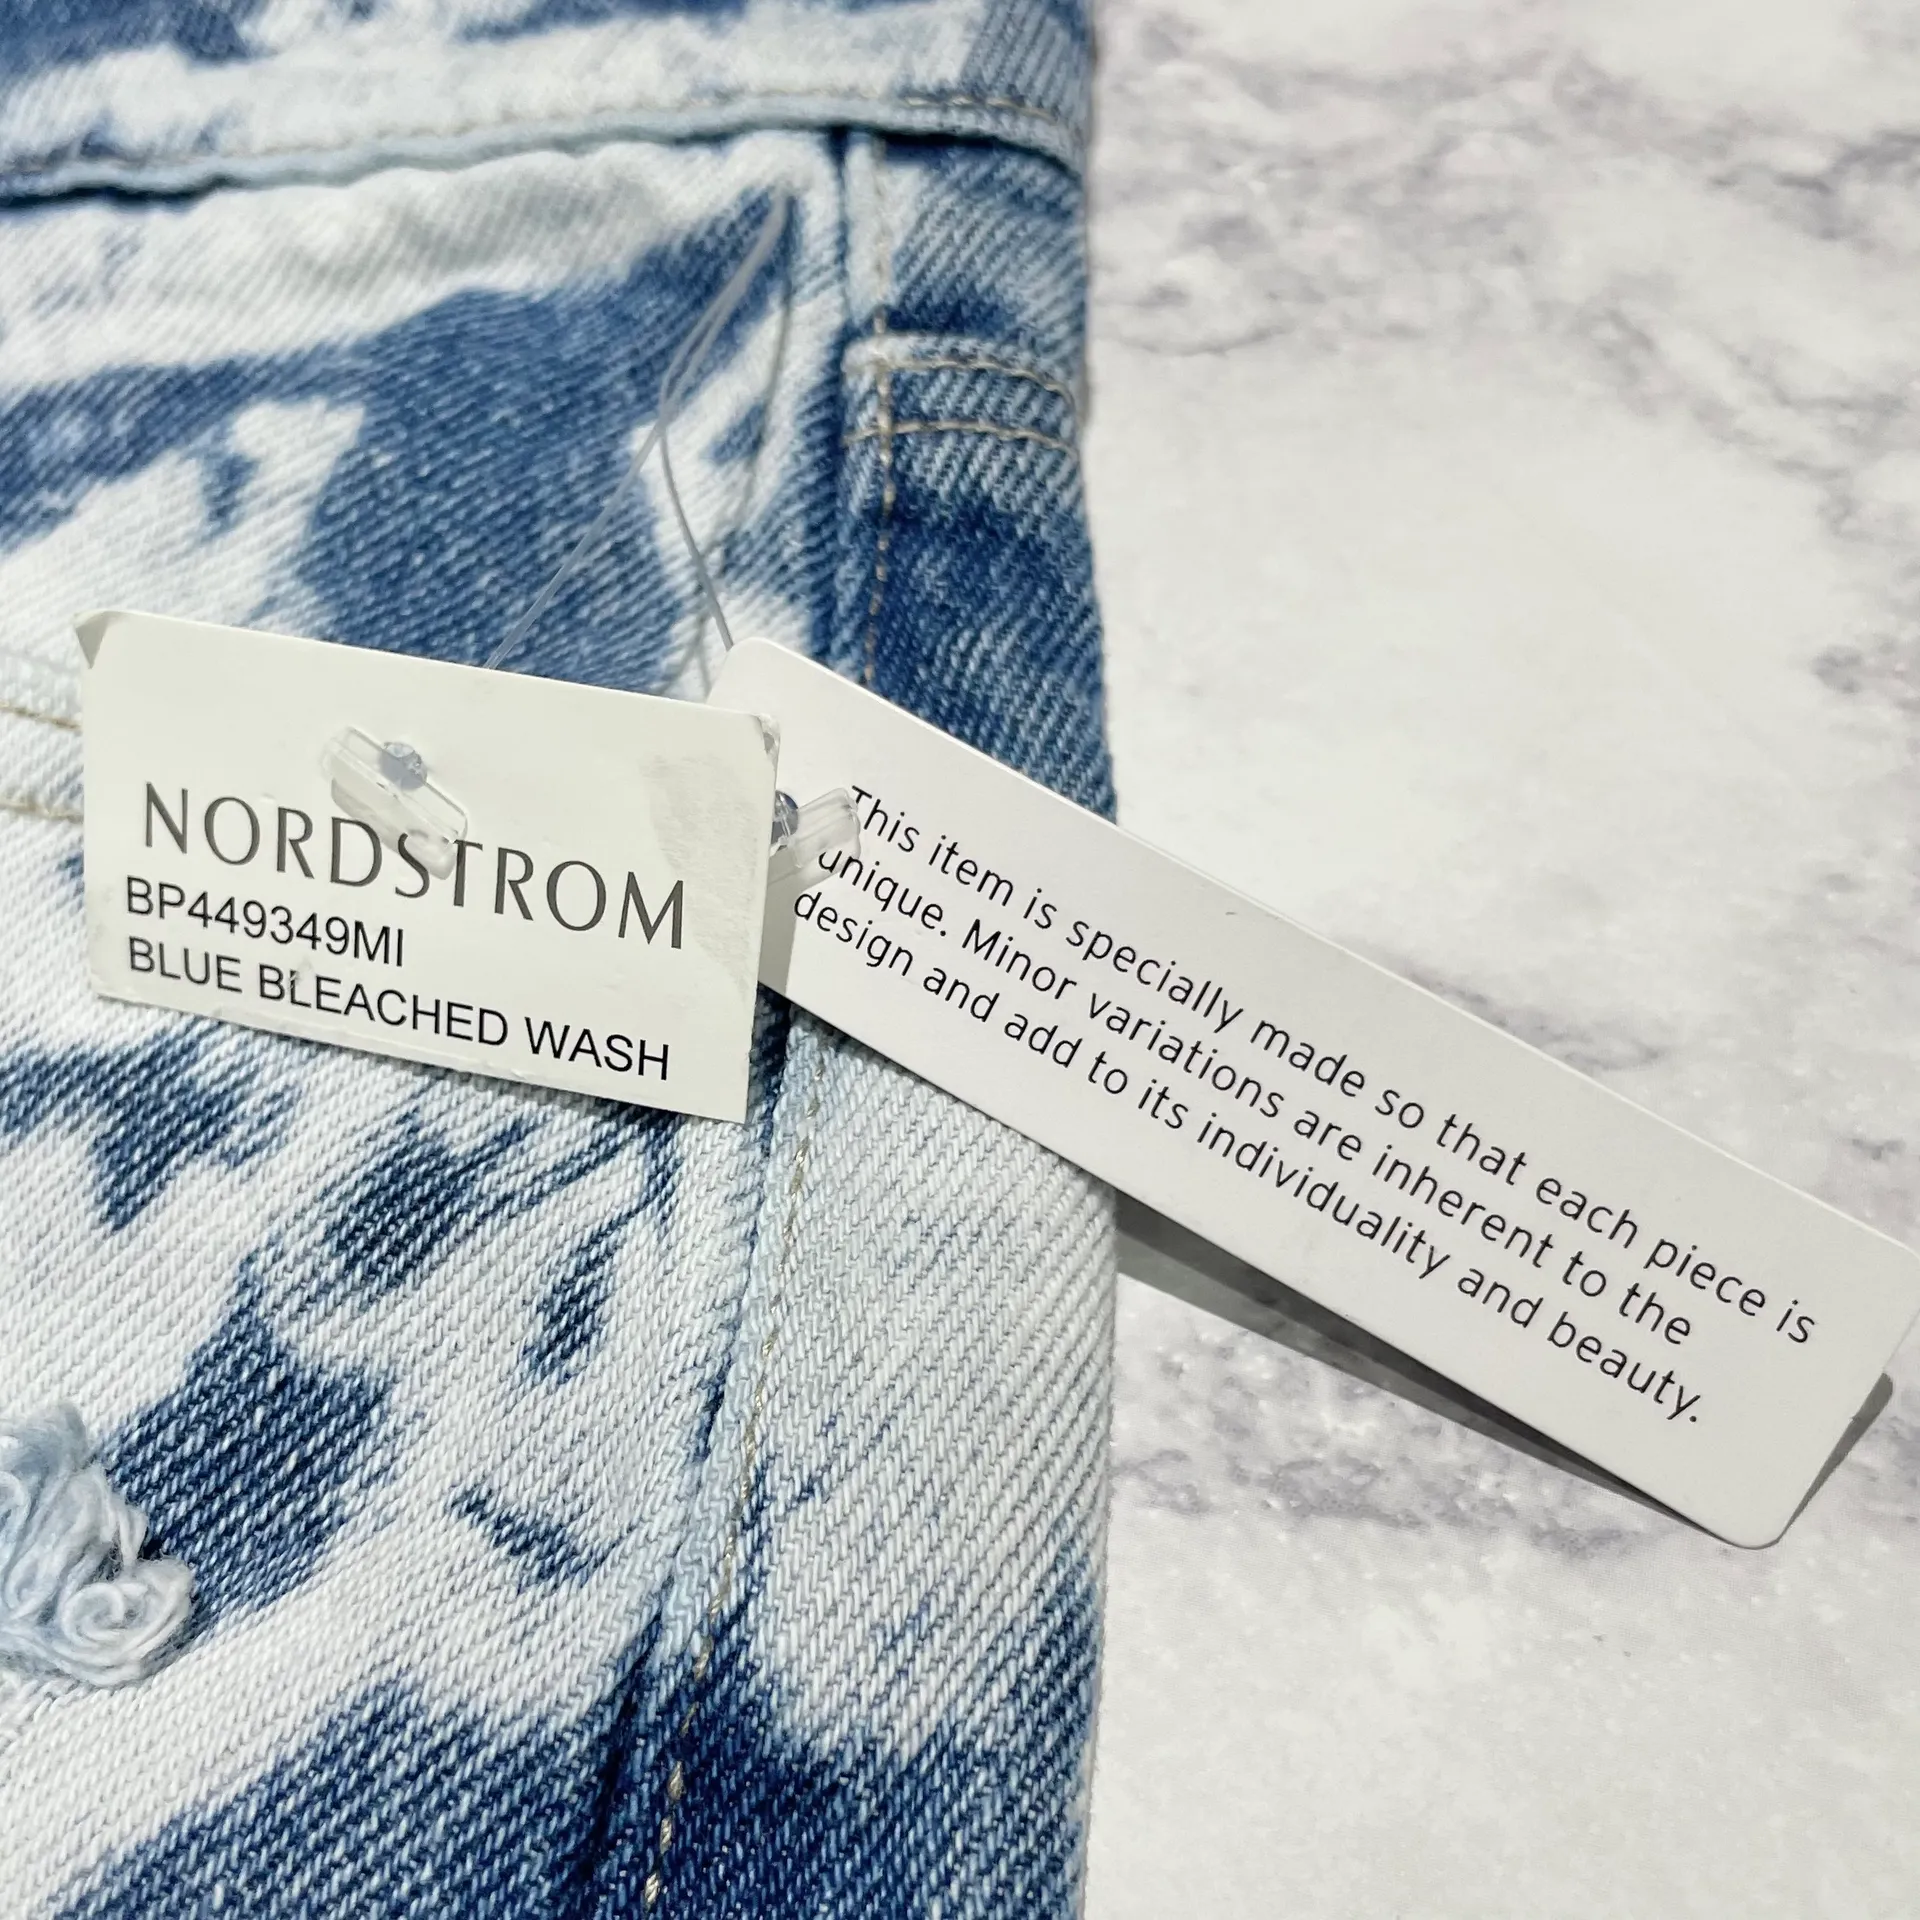 NORDSTROM
BP449349MI
BLUE BLEACHED WASH
This item is specially made so that each piece is
unique. Minor variations are inherent to the
design and add to its individuality and beauty.